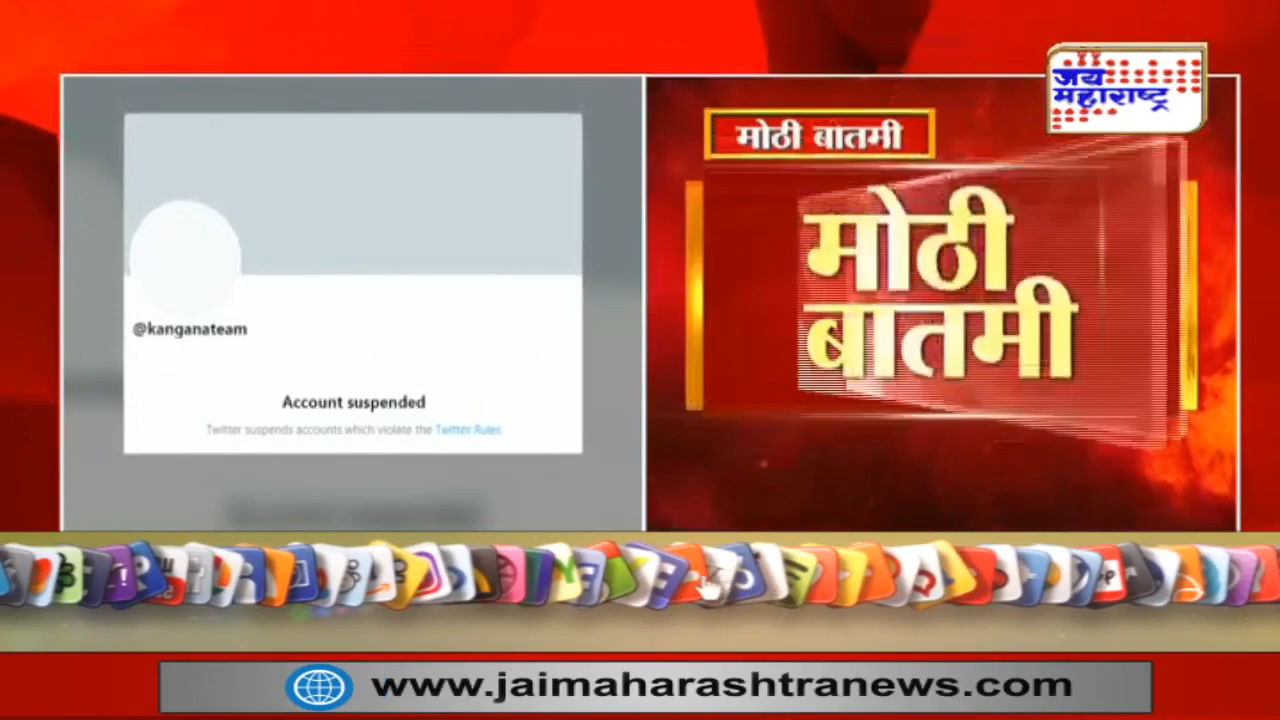 जय
महाराष्ट्र
मोठी बातमी
मोठी
बातमी
@kanganateam
Account suspended
Twitter suspends accounts which violate the Twitter Rules
www.jaimaharashtranews.com